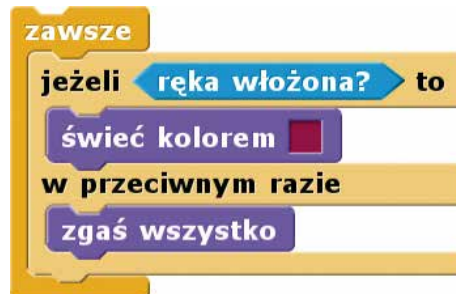 zawsze
jeżeli ręka włożona? to
świeć kolorem
w przeciwnym razie
zgaś wszystko